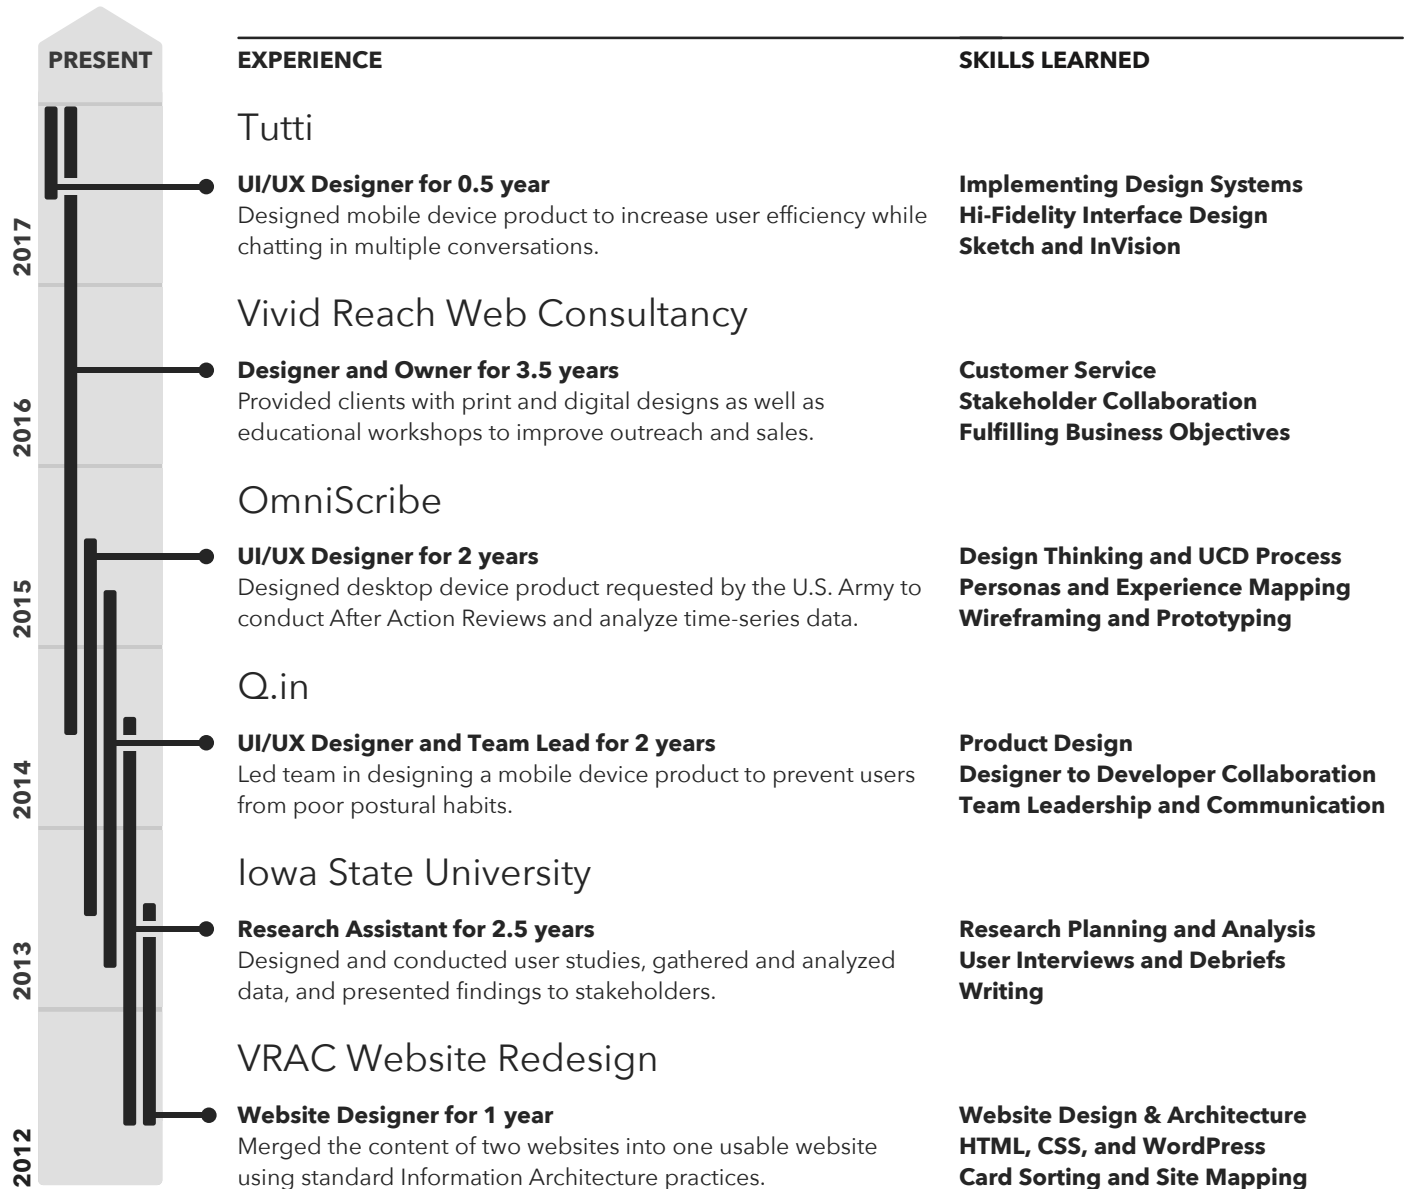 PRESENT
EXPERIENCE
SKILLS LEARNED
Tutti
UI/UX Designer for 0.5 year
Designed mobile device product to increase user efficiency while
chatting in multiple conversations.
Implementing Design Systems
Hi-Fidelity Interface Design
Sketch and InVision
2017
Vivid Reach Web Consultancy
Designer and Owner for 3.5 years
Provided clients with print and digital designs as well as
educational workshops to improve outreach and sales.
Customer Service
Stakeholder Collaboration
Fulfilling Business Objectives
2016
OmniScribe
UI/UX Designer for 2 years
Designed desktop device product requested by the U.S. Army to
conduct After Action Reviews and analyze time-series data.
Design Thinking and UCD Process
Personas and Experience Mapping
Wireframing and Prototyping
2015
Q.in
UI/UX Designer and Team Lead for 2 years
Led team in designing a mobile device product to prevent users
from poor postural habits.
Product Design
Designer to Developer Collaboration
Team Leadership and Communication
2014
Iowa State University
Research Assistant for 2.5 years
Designed and conducted user studies, gathered and analyzed
data, and presented findings to stakeholders.
Research Planning and Analysis
User Interviews and Debriefs
Writing
2013
VRAC Website Redesign
Website Designer for 1 year
Merged the content of two websites into one usable website
using standard Information Architecture practices.
Website Design & Architecture
HTML, CSS, and WordPress
Card Sorting and Site Mapping
2012